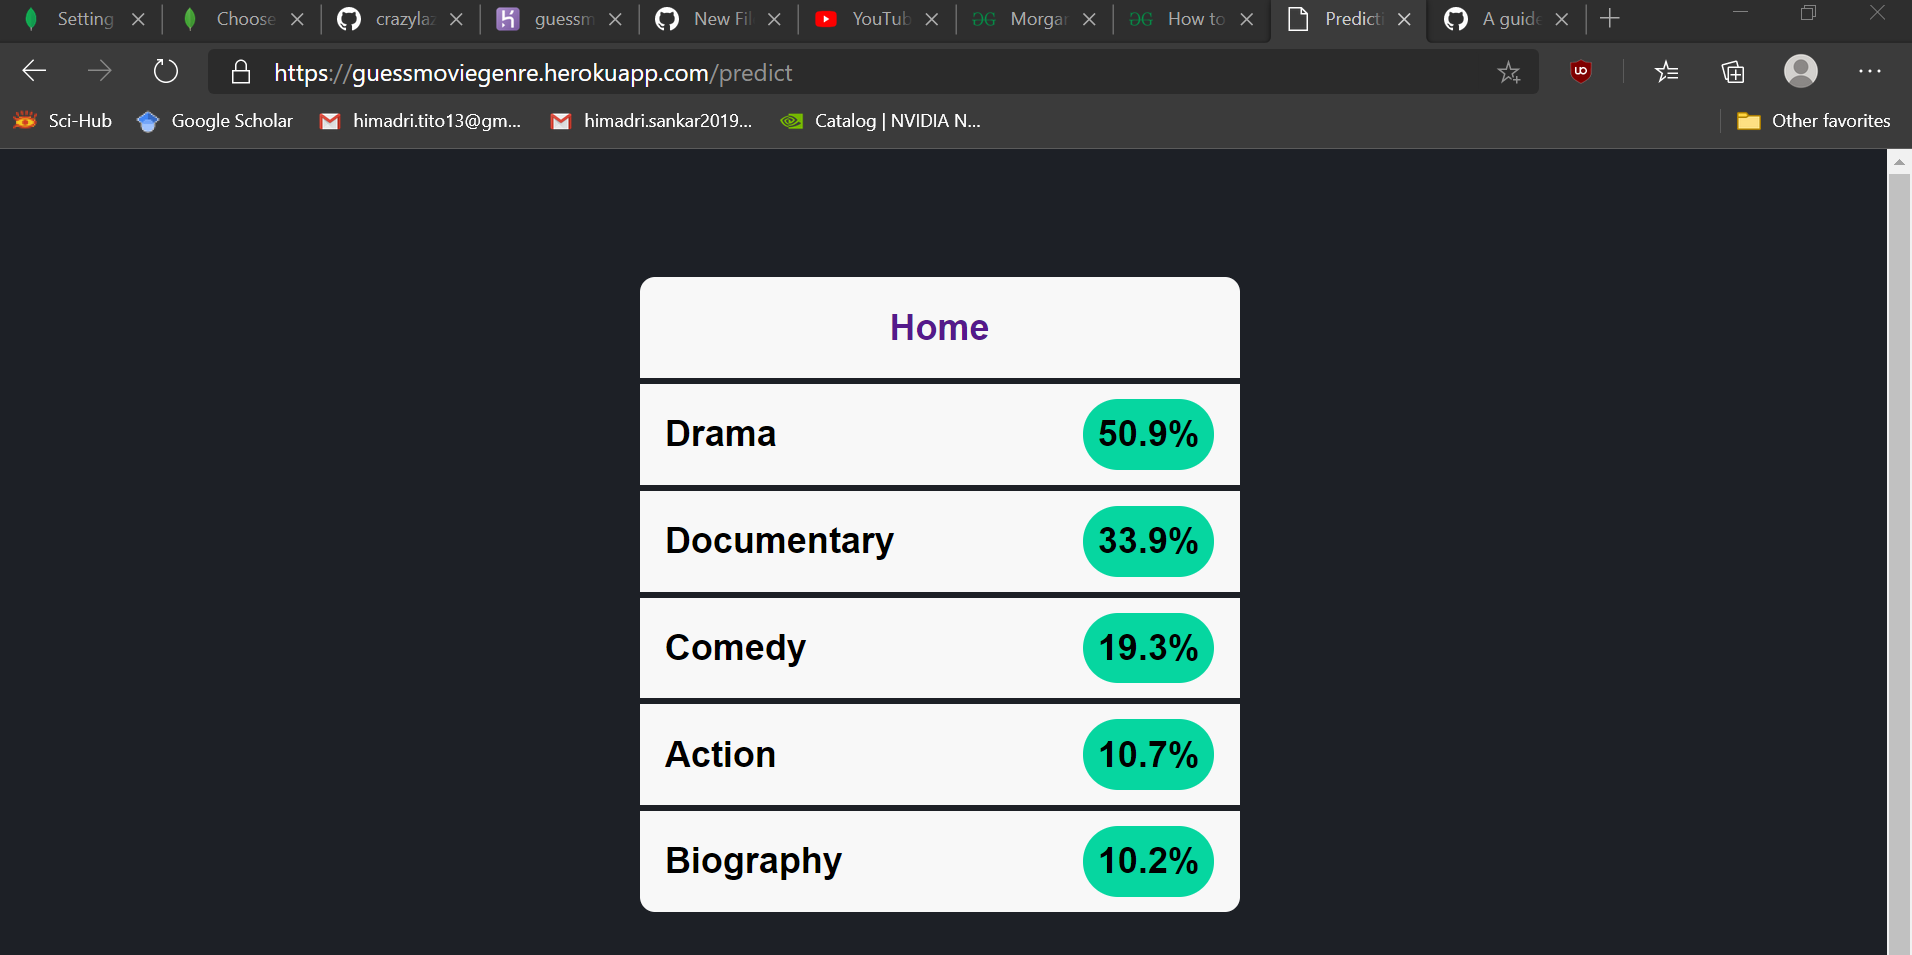 Setting Choose crazylaz guessm New Fil YouTub Morgan How to Predicti A guide
https://guessmoviegenre.herokuapp.com/predict
Sci-Hub Google Scholar himadri.tito13@gm... himadri.sankar2019... Catalog | NVIDIA N... Other favorites
Home
Drama 50.9%
Documentary 33.9%
Comedy 19.3%
Action 10.7%
Biography 10.2%